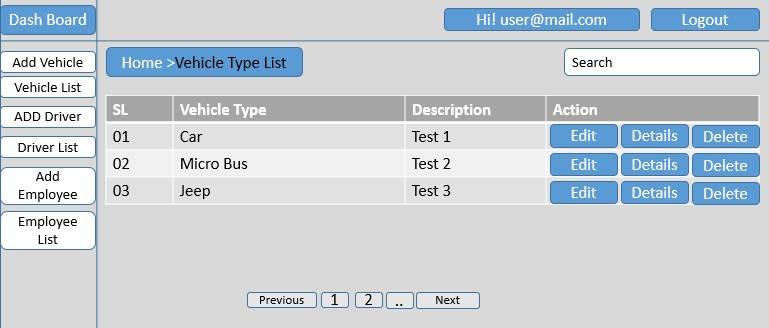 Dash Board
Hi! user@mail.com
Logout
Add Vehicle
Vehicle List
ADD Driver
Driver List
Add
Employee
Employee
List
Home >Vehicle Type List
Search
SL Vehicle Type Description Action
01 Car Test 1 Edit Details Delete
02 Micro Bus Test 2 Edit Details Delete
03 Jeep Test 3 Edit Details Delete
Previous 1 2 .. Next